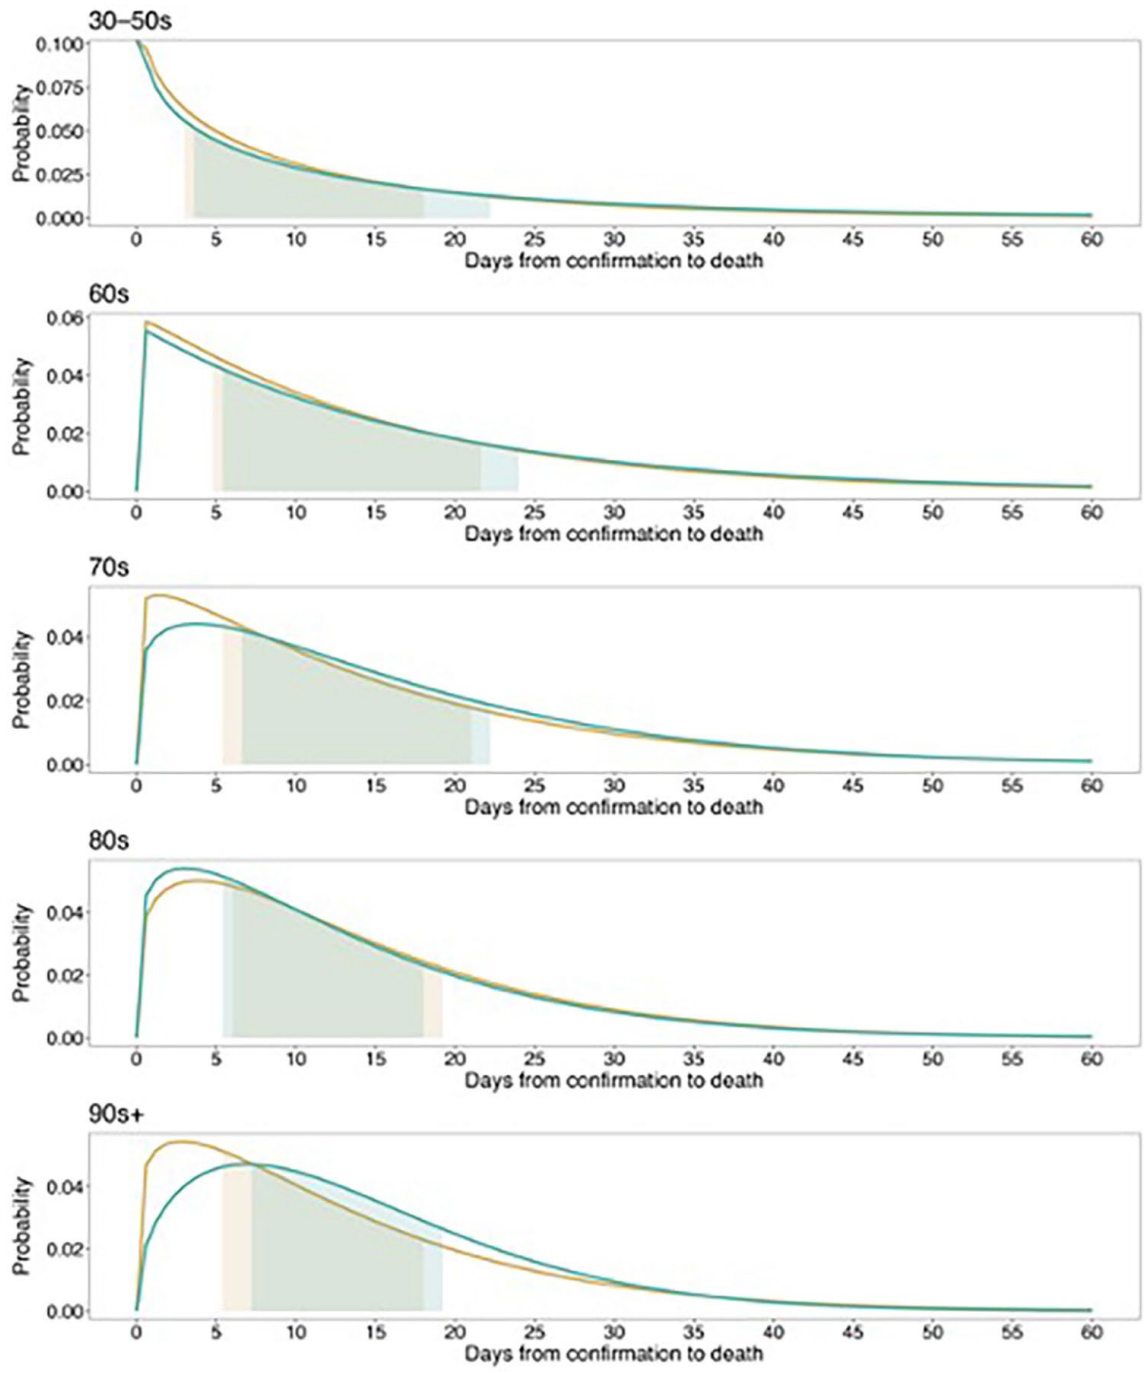 30–50s
Probability
0.100
0.075
0.050
0.025
0.000
0 5 10 15 20 25 30 35 40 45 50 55 60
Days from confirmation to death
60s
Probability
0.06
0.04
0.02
0.00
0 5 10 15 20 25 30 35 40 45 50 55 60
Days from confirmation to death
70s
Probability
0.04
0.02
0.00
0 5 10 15 20 25 30 35 40 45 50 55 60
Days from confirmation to death
80s
Probability
0.04
0.02
0.00
0 5 10 15 20 25 30 35 40 45 50 55 60
Days from confirmation to death
90s+
Probability
0.04
0.02
0.00
0 5 10 15 20 25 30 35 40 45 50 55 60
Days from confirmation to death